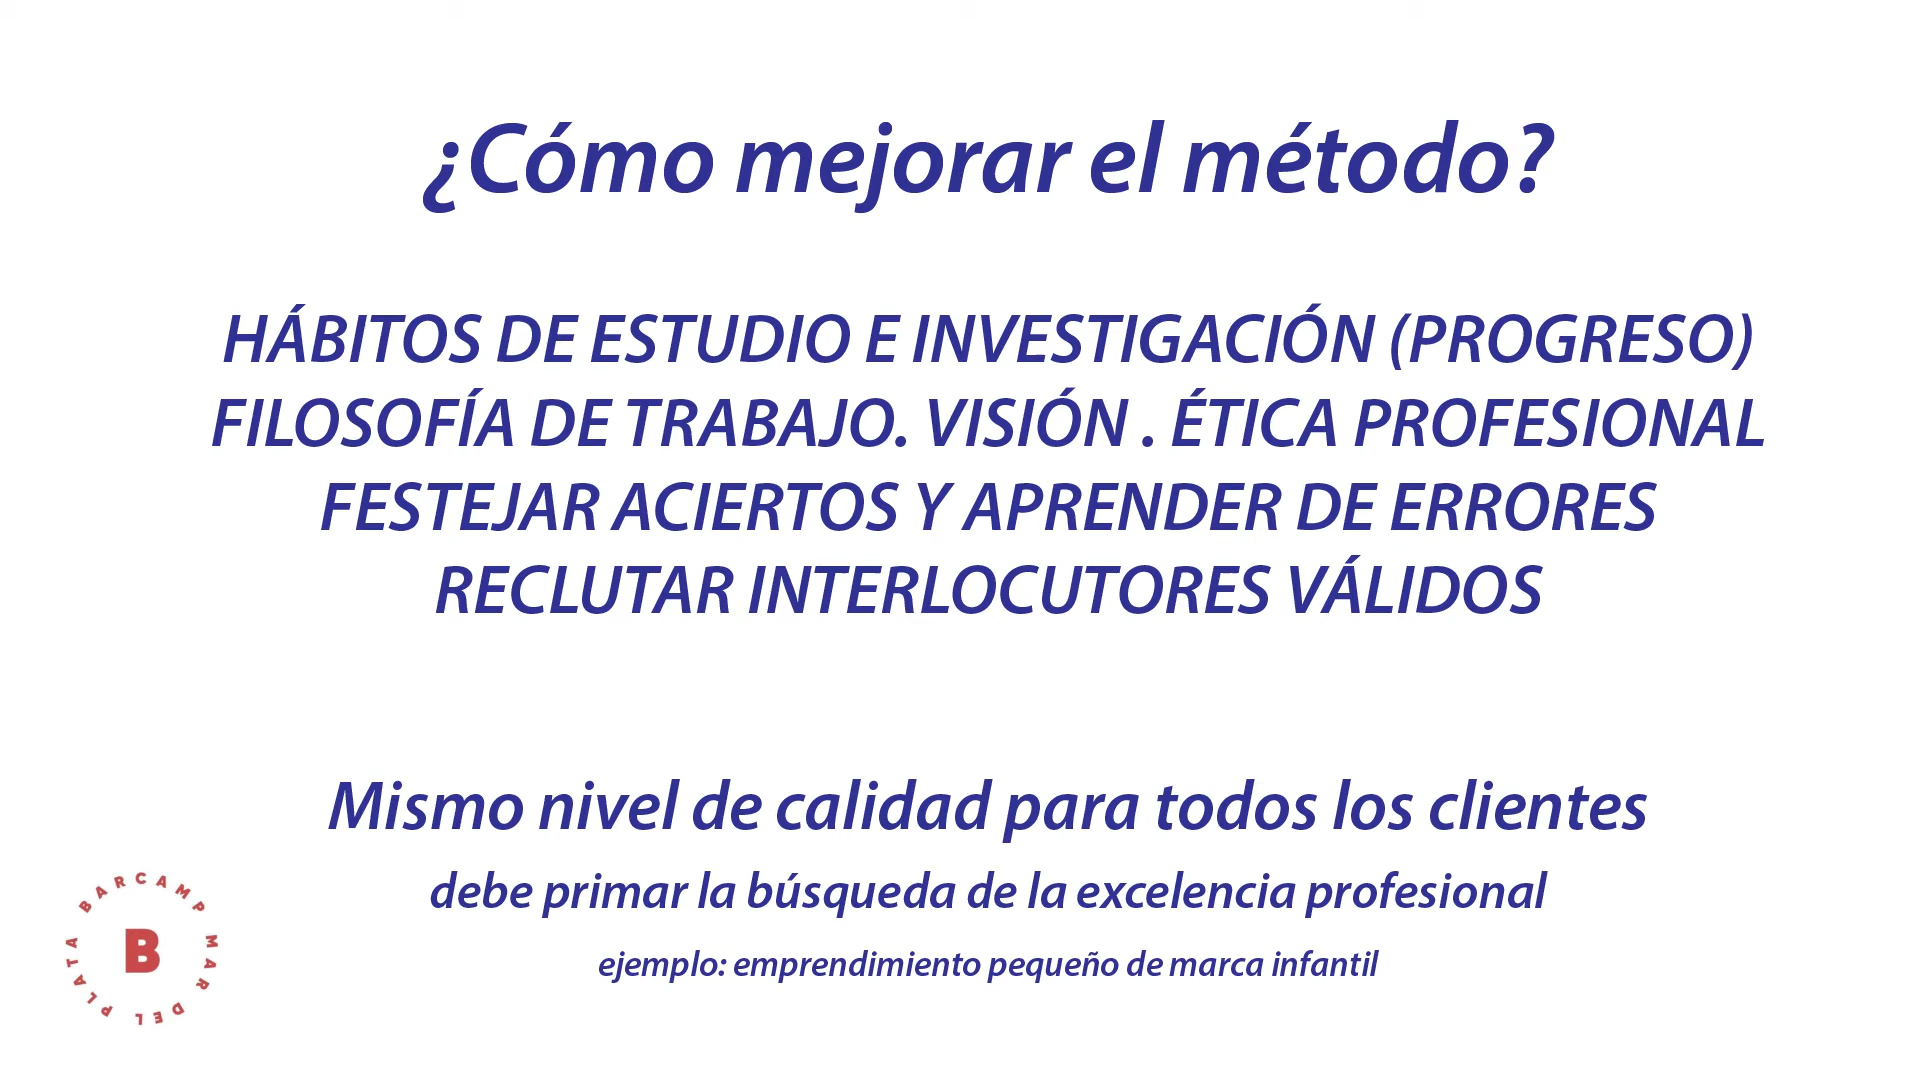 ¿Cómo mejorar el método?
HÁBITOS DE ESTUDIO E INVESTIGACIÓN (PROGRESO)
FILOSOFÍA DE TRABAJO. VISIÓN . ÉTICA PROFESIONAL
FESTEJAR ACIERTOS Y APRENDER DE ERRORES
RECLUTAR INTERLOCUTORES VÁLIDOS
Mismo nivel de calidad para todos los clientes
debe primar la búsqueda de la excelencia profesional
ejemplo: emprendimiento pequeño de marca infantil
BARCAMP MAR DEL PLATA
B